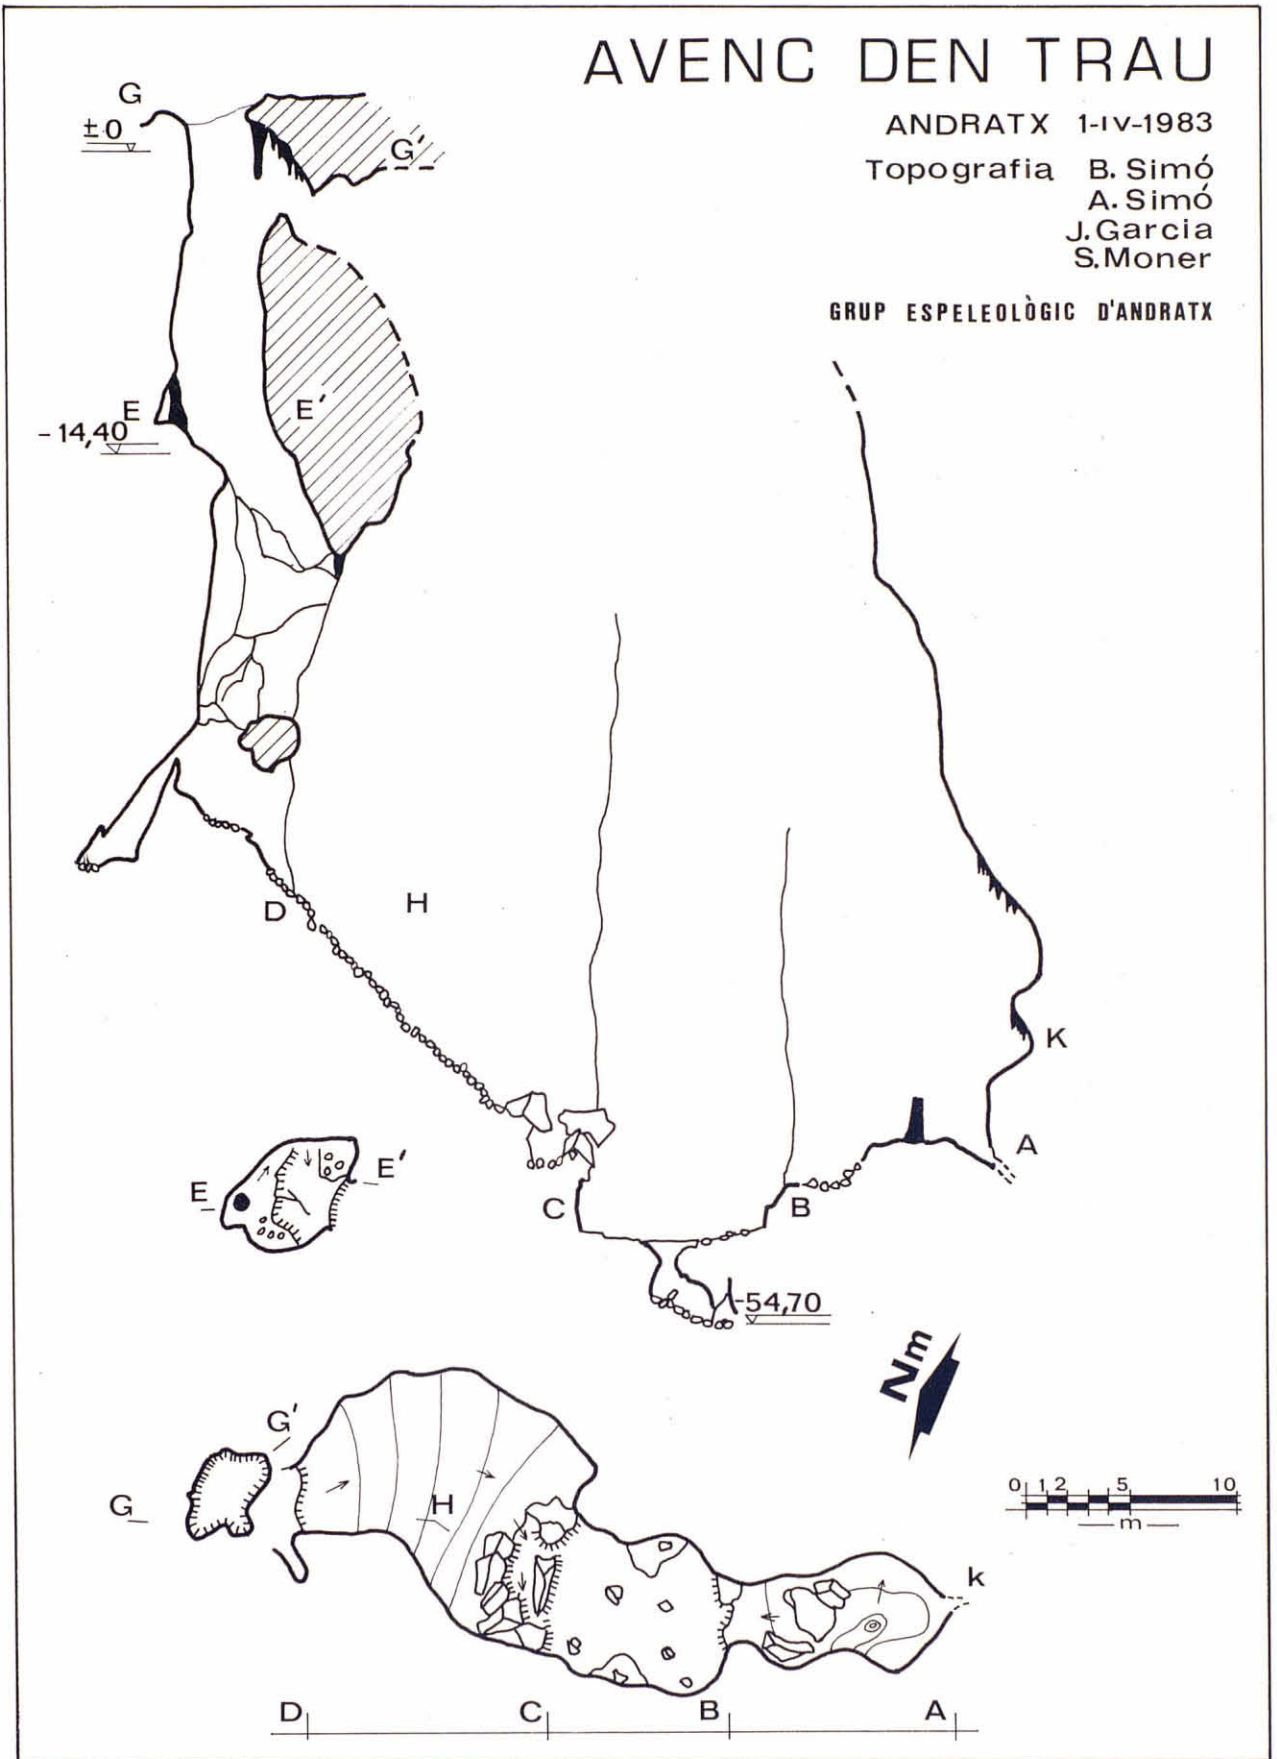 AVENC DEN TRAU
ANDRATX 1-IV-1983
Topografia B. Simó
A. Simó
J. Garcia
S. Moner
GRUP ESPELEOLÒGIC D'ANDRATX
G
±0
G'
E
E'
-14,40
D
H
K
A
C
B
E
E'
-54,70
Nm
G'
G
H
k
0 1 2 5 10
m
D C B A